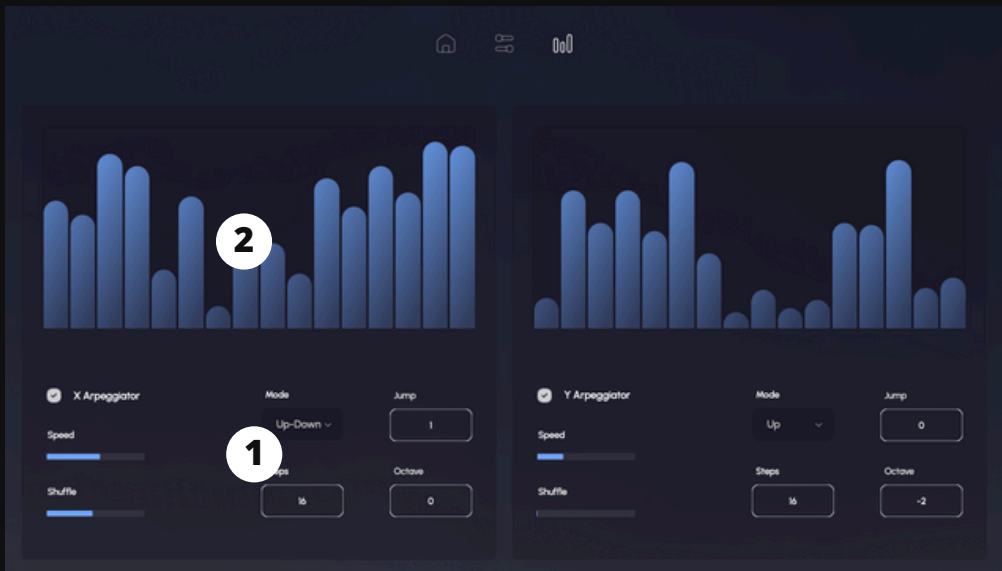 2
X Arpeggiator
Mode
Jump
Up-Down
1
Speed
1
Steps
Octave
Shuffle
16
0
Y Arpeggiator
Mode
Jump
Up
0
Speed
Steps
Octave
Shuffle
16
-2